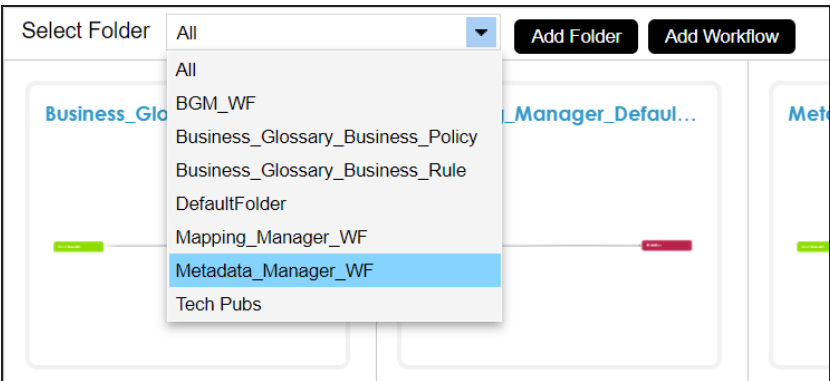 Select Folder All Add Folder Add Workflow
All
BGM_WF
Business_Glo _Manager_Defaul... Met
Business_Glossary_Business_Policy
Business_Glossary_Business_Rule
DefaultFolder
Mapping_Manager_WF
Metadata_Manager_WF
Tech Pubs